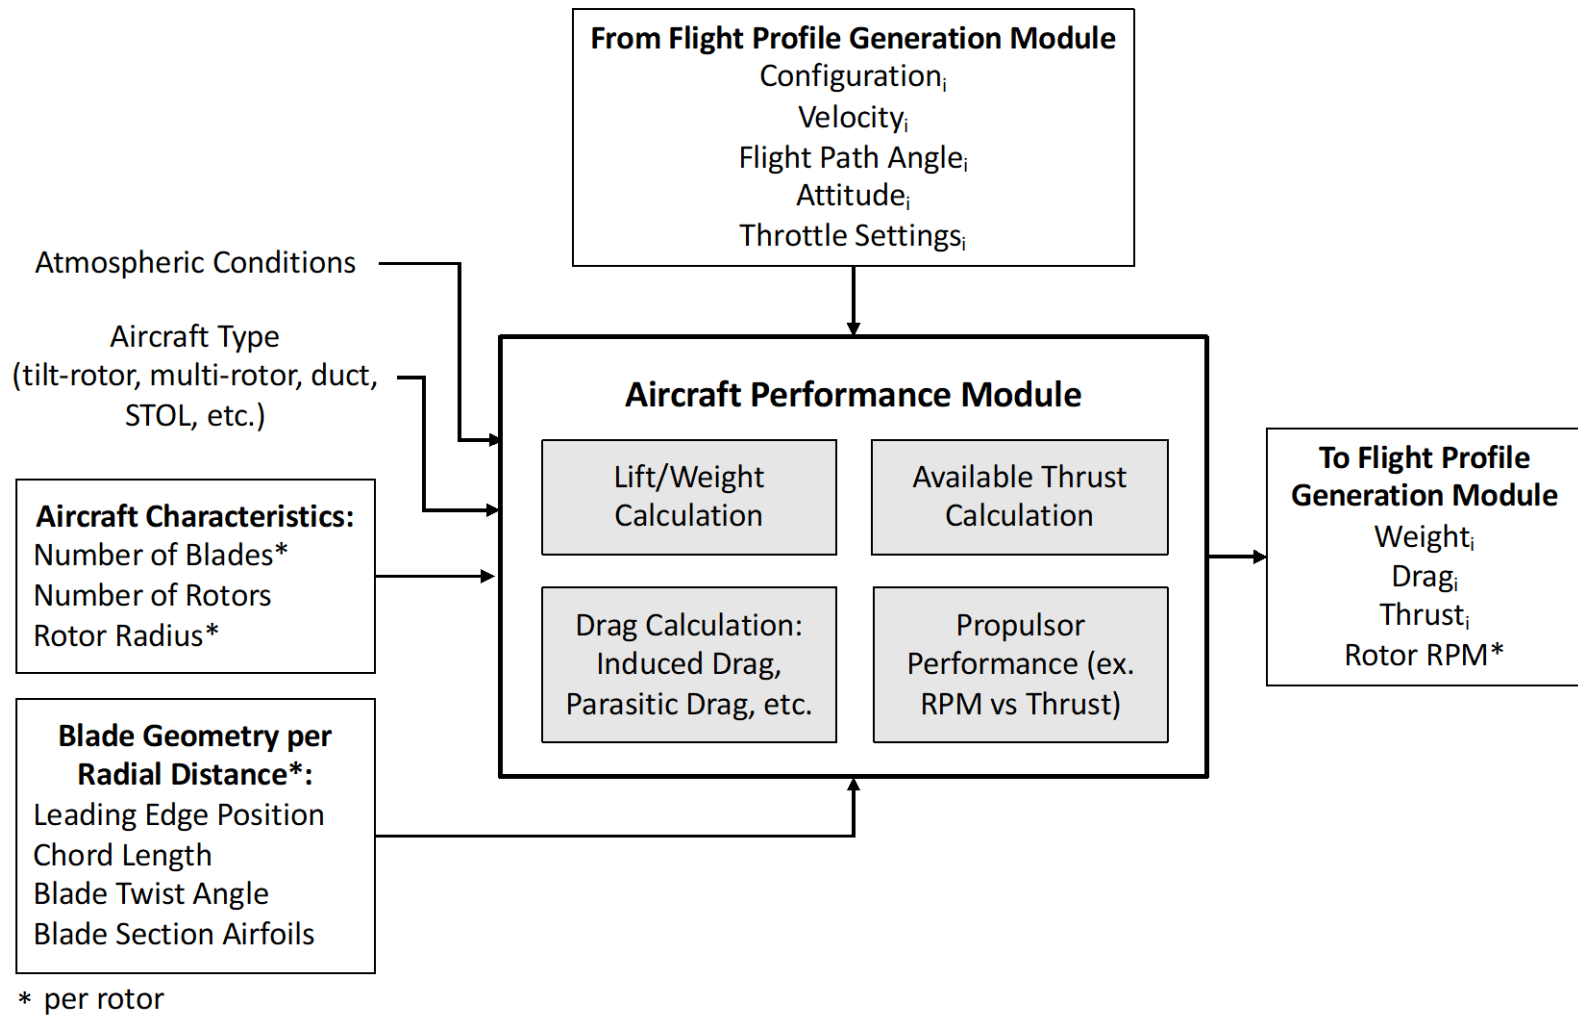 From Flight Profile Generation Module
Configurationᵢ
Velocityᵢ
Flight Path Angleᵢ
Attitudeᵢ
Throttle Settingsᵢ
Atmospheric Conditions
Aircraft Type
(tilt-rotor, multi-rotor, duct,
STOL, etc.)
Aircraft Characteristics:
Number of Blades*
Number of Rotors
Rotor Radius*
Blade Geometry per
Radial Distance*:
Leading Edge Position
Chord Length
Blade Twist Angle
Blade Section Airfoils
* per rotor
Aircraft Performance Module
Lift/Weight
Calculation
Available Thrust
Calculation
Drag Calculation:
Induced Drag,
Parasitic Drag, etc.
Propulsor
Performance (ex.
RPM vs Thrust)
To Flight Profile
Generation Module
Weightᵢ
Dragᵢ
Thrustᵢ
Rotor RPM*